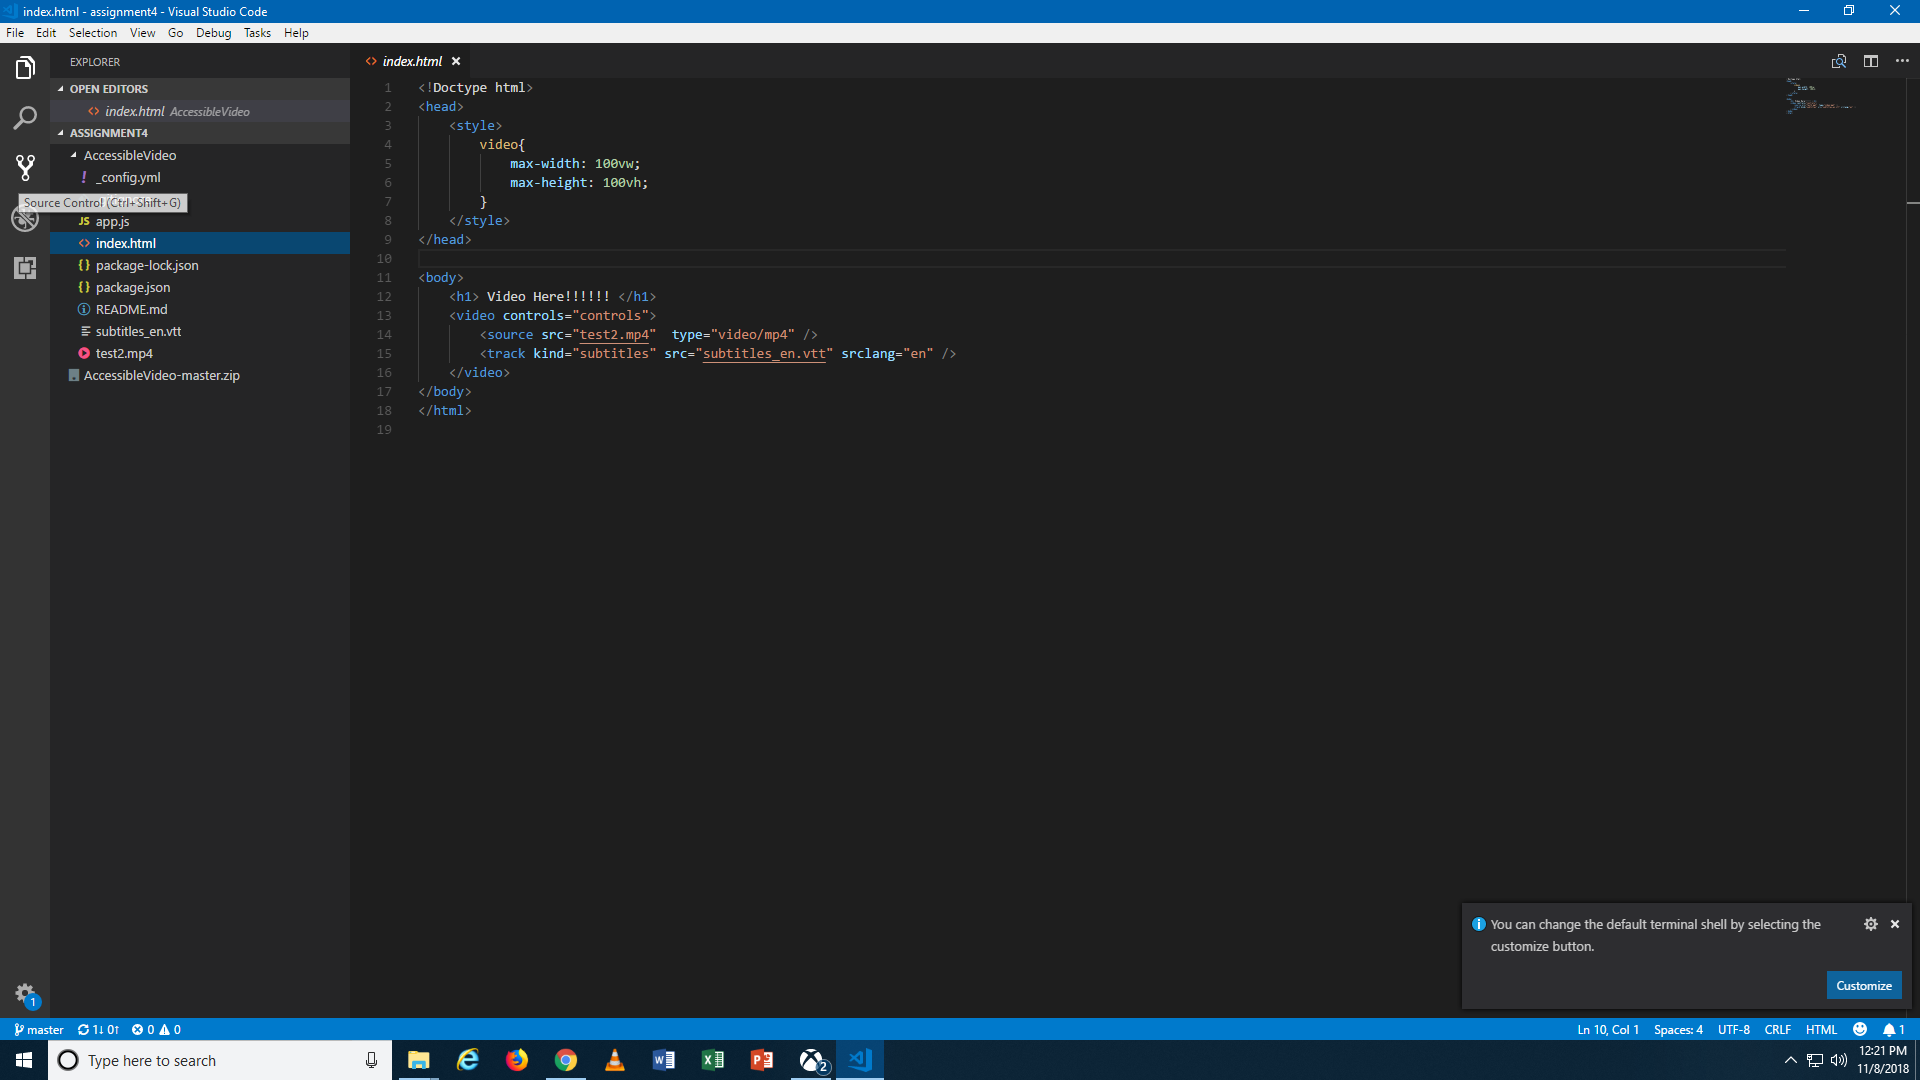 index.html - assignment4 - Visual Studio Code
File Edit Selection View Go Debug Tasks Help
EXPLORER
OPEN EDITORS
<> index.html AccessibleVideo
ASSIGNMENT4
AccessibleVideo
! _config.yml
Source Control (Ctrl+Shift+G)
JS app.js
<> index.html
{} package-lock.json
{} package.json
README.md
subtitles_en.vtt
test2.mp4
AccessibleVideo-master.zip
<> index.html
1 <!Doctype html>
2 <head>
3 <style>
4 video{
5 max-width: 100vw;
6 max-height: 100vh;
7 }
8 </style>
9 </head>
10
11 <body>
12 <h1> Video Here!!!!!! </h1>
13 <video controls="controls">
14 <source src="test2.mp4"  type="video/mp4" />
15 <track kind="subtitles" src="subtitles_en.vtt" srclang="en" />
16 </video>
17 </body>
18 </html>
19
You can change the default terminal shell by selecting the
customize button.
Customize
1
master 1↓ 0↑ 0 0 Ln 10, Col 1 Spaces: 4 UTF-8 CRLF HTML 1
Type here to search
2
12:21 PM
11/8/2018